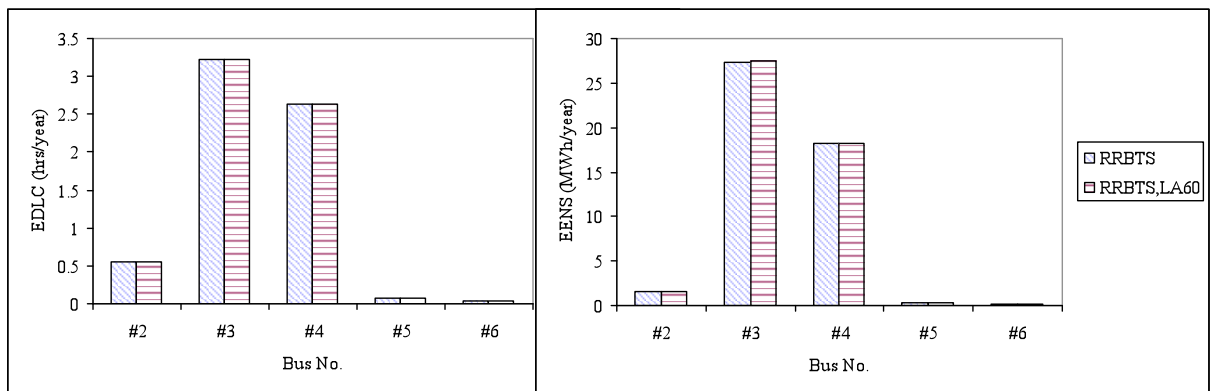 3.5
3
2.5
2
1.5
1
0.5
0
EDLC (hrs/year)
#2 #3 #4 #5 #6
Bus No.
30
25
20
15
10
5
0
EENS (MWh/year)
#2 #3 #4 #5 #6
Bus No.
RRBTS
RRBTS,LA60